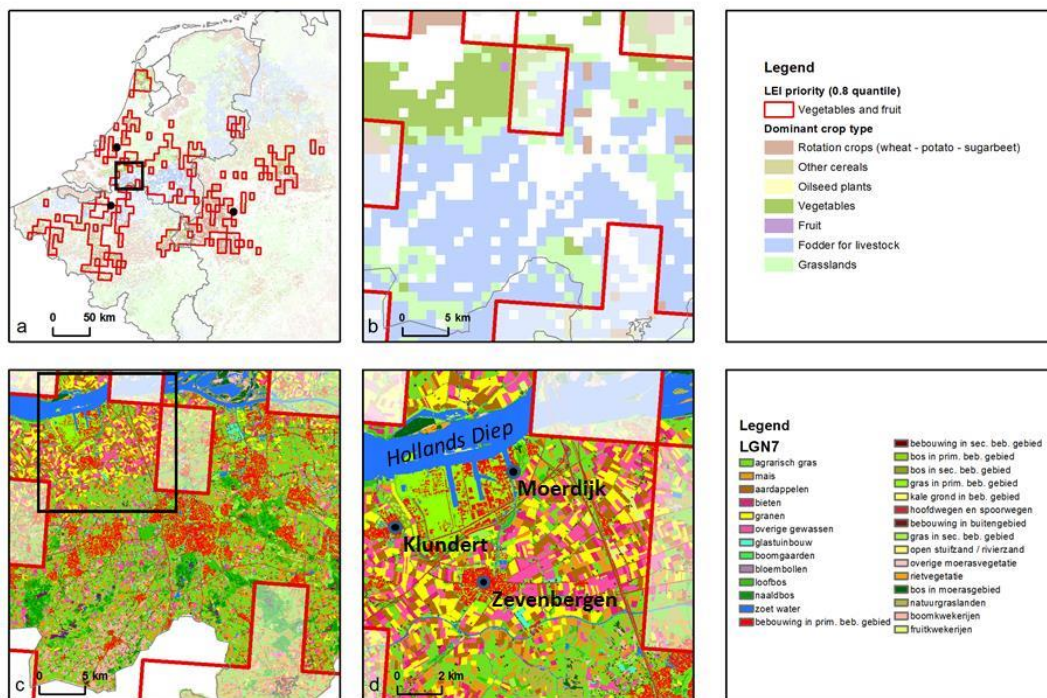 a
0 50 km
b
0 5 km
Legend
LEI priority (0.8 quantile)
Vegetables and fruit
Dominant crop type
Rotation crops (wheat - potato - sugarbeet)
Other cereals
Oilseed plants
Vegetables
Fruit
Fodder for livestock
Grasslands
c
0 5 km
Hollands Diep
Moerdijk
Klundert
Zevenbergen
d
0 2 km
Legend
LGN7
agrarisch gras
mais
aardappelen
bieten
granen
overige gewassen
glastuinbouw
boomgaarden
bloembollen
loofbos
naaldbos
zoet water
bebouwing in prim. beb. gebied
bebouwing in sec. beb. gebied
bos in prim. beb. gebied
bos in sec. beb. gebied
gras in prim. beb. gebied
kale grond in beb. gebied
hoofdwegen en spoorwegen
bebouwing in buitengebied
gras in sec. beb. gebied
open stuifzand / rivierzand
overige moerasvegetatie
rietvegetatie
bos in moerasgebied
natuurgraslanden
boomkwekerijen
fruitkwekerijen